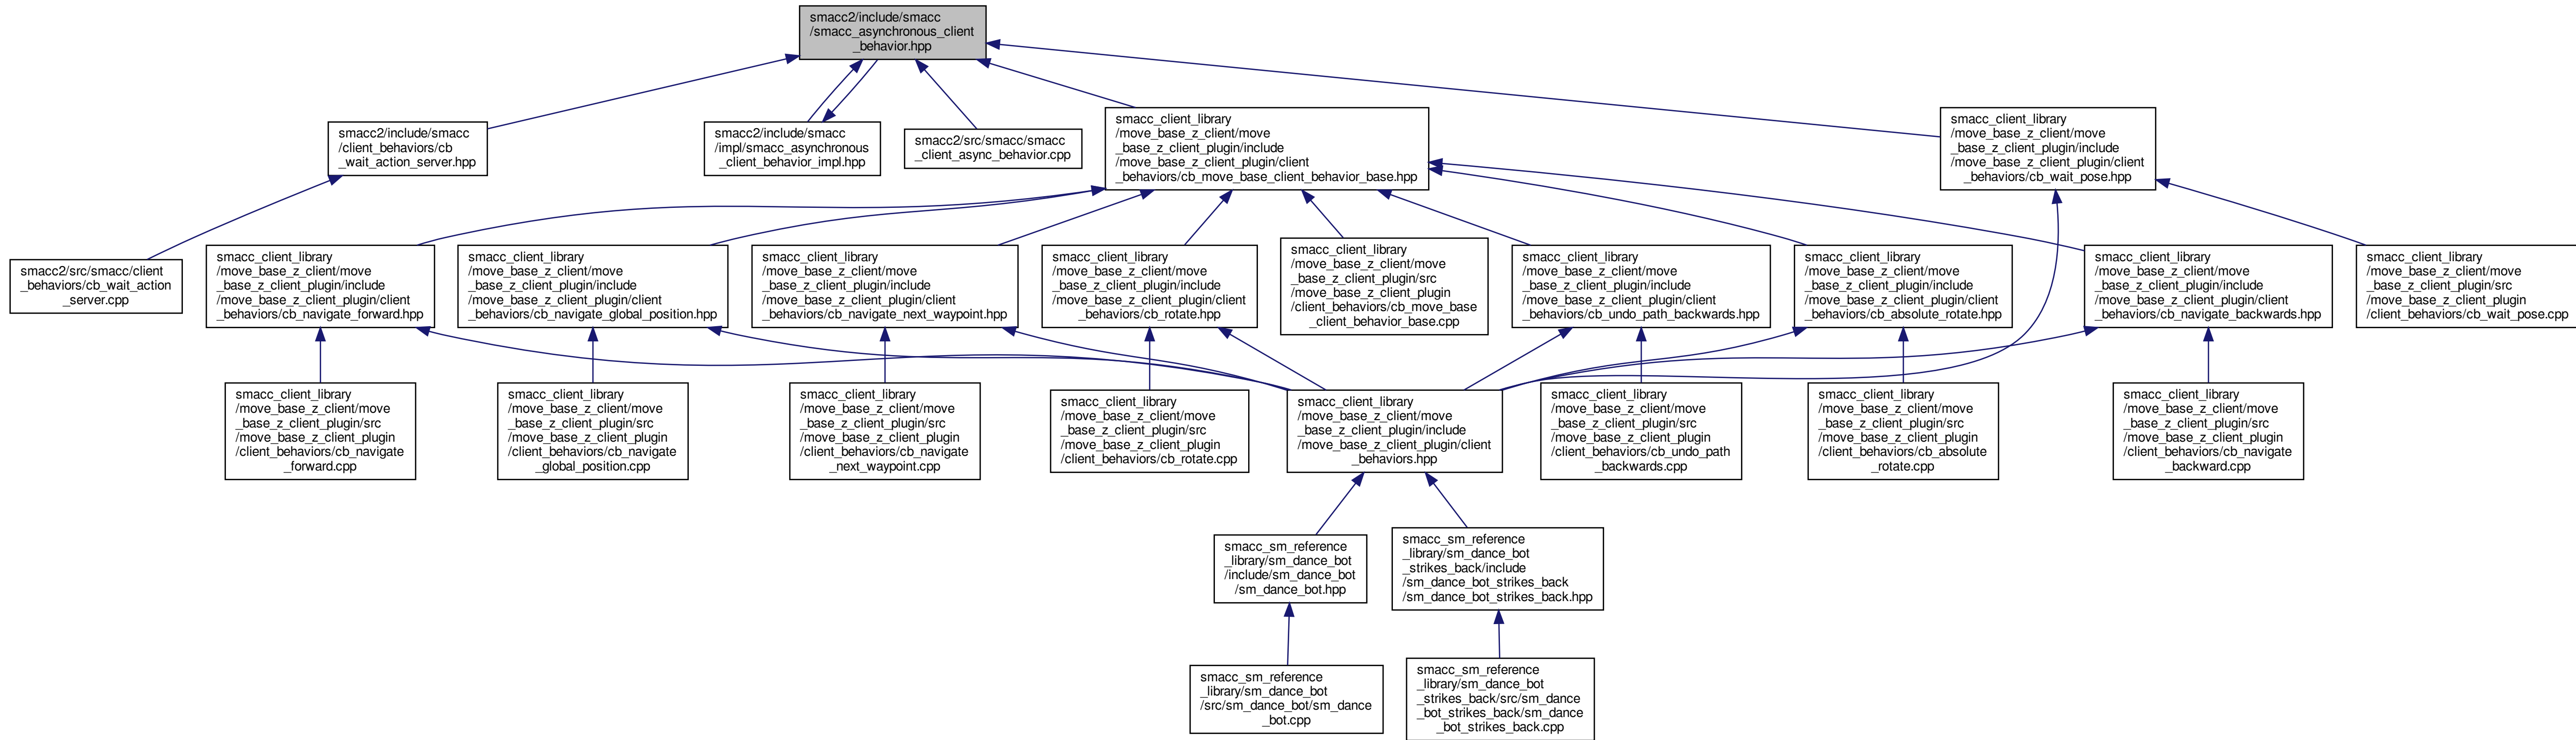 smacc2/include/smacc
/smacc_asynchronous_client
_behavior.hpp
smacc2/include/smacc
/client_behaviors/cb
_wait_action_server.hpp
smacc2/include/smacc
/impl/smacc_asynchronous
_client_behavior_impl.hpp
smacc2/src/smacc/smacc
_client_async_behavior.cpp
smacc_client_library
/move_base_z_client/move
_base_z_client_plugin/include
/move_base_z_client_plugin/client
_behaviors/cb_move_base_client_behavior_base.hpp
smacc_client_library
/move_base_z_client/move
_base_z_client_plugin/include
/move_base_z_client_plugin/client
_behaviors/cb_wait_pose.hpp
smacc2/src/smacc/client
_behaviors/cb_wait_action
_server.cpp
smacc_client_library
/move_base_z_client/move
_base_z_client_plugin/include
/move_base_z_client_plugin/client
_behaviors/cb_navigate_forward.hpp
smacc_client_library
/move_base_z_client/move
_base_z_client_plugin/include
/move_base_z_client_plugin/client
_behaviors/cb_navigate_global_position.hpp
smacc_client_library
/move_base_z_client/move
_base_z_client_plugin/include
/move_base_z_client_plugin/client
_behaviors/cb_navigate_next_waypoint.hpp
smacc_client_library
/move_base_z_client/move
_base_z_client_plugin/include
/move_base_z_client_plugin/client
_behaviors/cb_rotate.hpp
smacc_client_library
/move_base_z_client/move
_base_z_client_plugin/src
/move_base_z_client_plugin
/client_behaviors/cb_move_base
_client_behavior_base.cpp
smacc_client_library
/move_base_z_client/move
_base_z_client_plugin/include
/move_base_z_client_plugin/client
_behaviors/cb_undo_path_backwards.hpp
smacc_client_library
/move_base_z_client/move
_base_z_client_plugin/include
/move_base_z_client_plugin/client
_behaviors/cb_absolute_rotate.hpp
smacc_client_library
/move_base_z_client/move
_base_z_client_plugin/include
/move_base_z_client_plugin/client
_behaviors/cb_navigate_backwards.hpp
smacc_client_library
/move_base_z_client/move
_base_z_client_plugin/src
/move_base_z_client_plugin
/client_behaviors/cb_wait_pose.cpp
smacc_client_library
/move_base_z_client/move
_base_z_client_plugin/src
/move_base_z_client_plugin
/client_behaviors/cb_navigate
_forward.cpp
smacc_client_library
/move_base_z_client/move
_base_z_client_plugin/src
/move_base_z_client_plugin
/client_behaviors/cb_navigate
_global_position.cpp
smacc_client_library
/move_base_z_client/move
_base_z_client_plugin/src
/move_base_z_client_plugin
/client_behaviors/cb_navigate
_next_waypoint.cpp
smacc_client_library
/move_base_z_client/move
_base_z_client_plugin/src
/move_base_z_client_plugin
/client_behaviors/cb_rotate.cpp
smacc_client_library
/move_base_z_client/move
_base_z_client_plugin/include
/move_base_z_client_plugin/client
_behaviors.hpp
smacc_client_library
/move_base_z_client/move
_base_z_client_plugin/src
/move_base_z_client_plugin
/client_behaviors/cb_undo_path
_backwards.cpp
smacc_client_library
/move_base_z_client/move
_base_z_client_plugin/src
/move_base_z_client_plugin
/client_behaviors/cb_absolute
_rotate.cpp
smacc_client_library
/move_base_z_client/move
_base_z_client_plugin/src
/move_base_z_client_plugin
/client_behaviors/cb_navigate
_backward.cpp
smacc_sm_reference
_library/sm_dance_bot
/include/sm_dance_bot
/sm_dance_bot.hpp
smacc_sm_reference
_library/sm_dance_bot
_strikes_back/include
/sm_dance_bot_strikes_back
/sm_dance_bot_strikes_back.hpp
smacc_sm_reference
_library/sm_dance_bot
/src/sm_dance_bot/sm_dance
_bot.cpp
smacc_sm_reference
_library/sm_dance_bot
_strikes_back/src/sm_dance
_bot_strikes_back/sm_dance
_bot_strikes_back.cpp